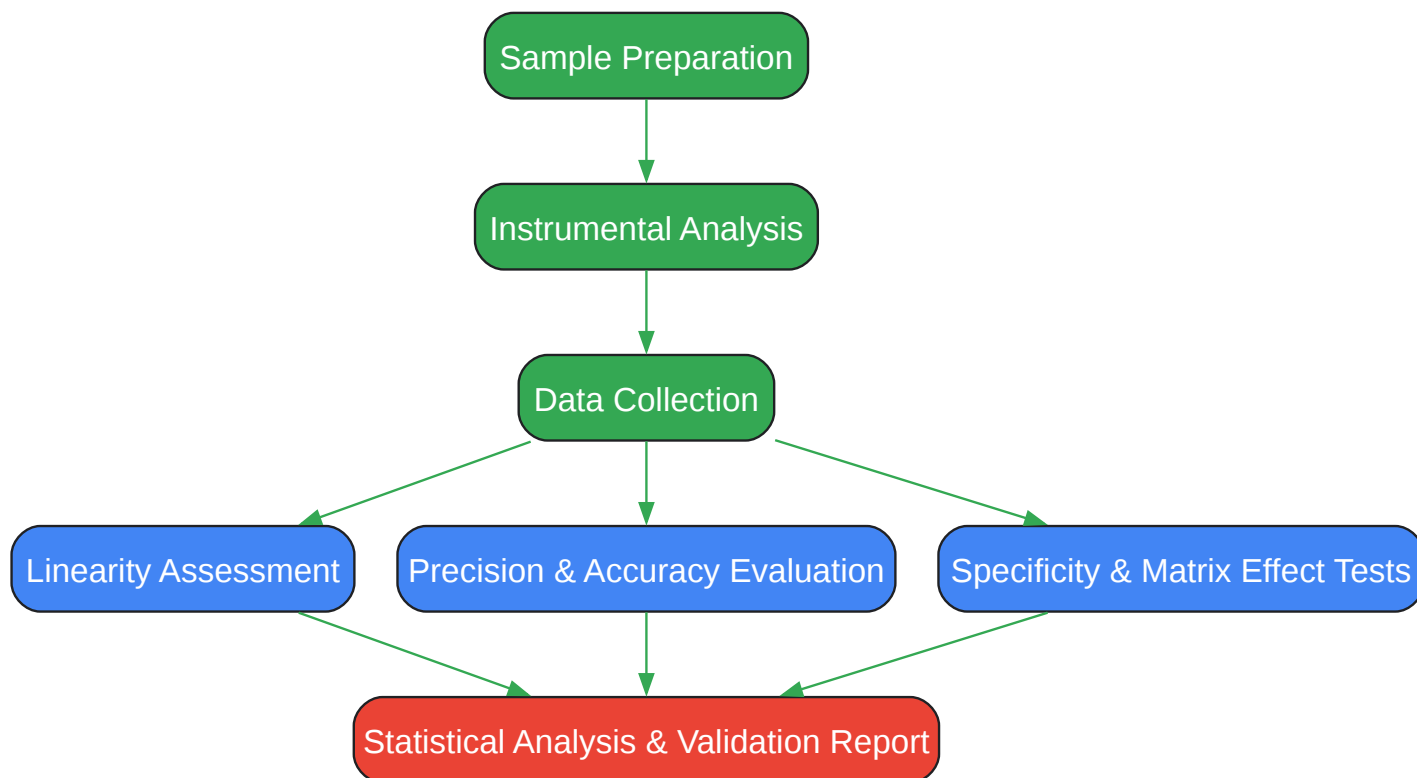 Sample Preparation
Instrumental Analysis
Data Collection
Linearity Assessment
Precision & Accuracy Evaluation
Specificity & Matrix Effect Tests
Statistical Analysis & Validation Report